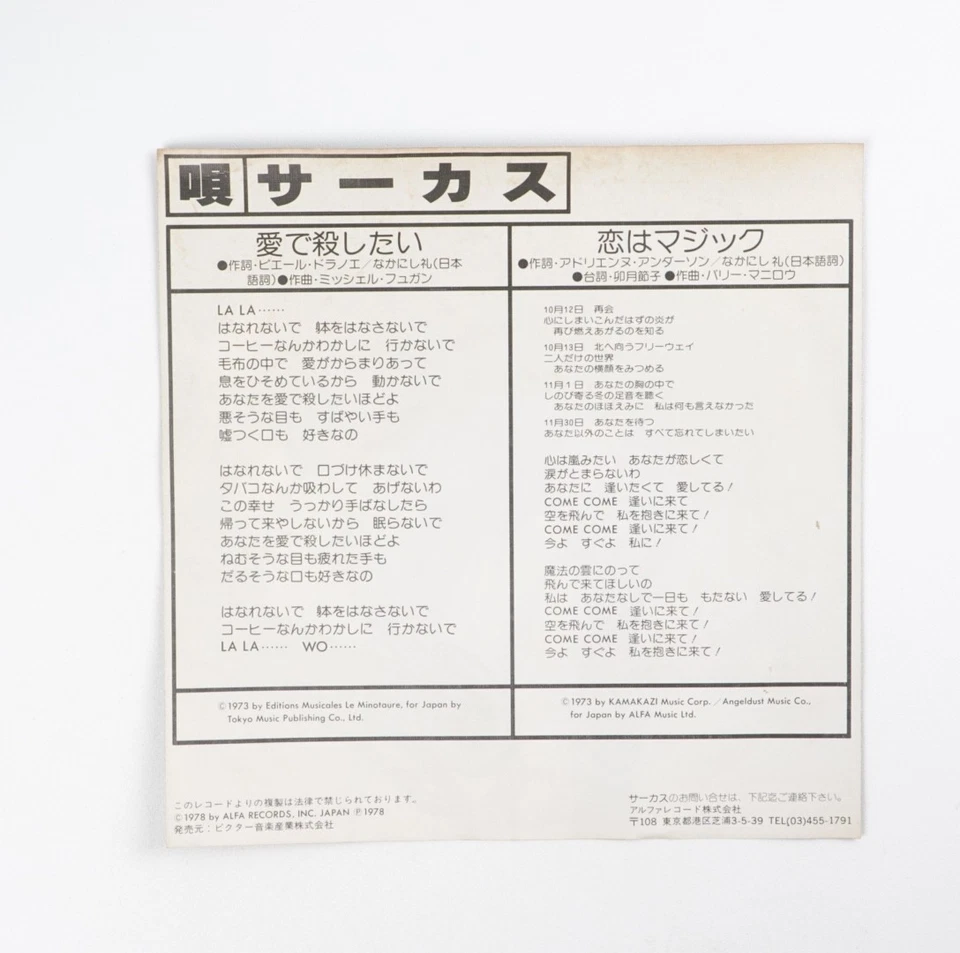 唄 サーカス
愛で殺したい
●作詞・ピエール・ドラノエ/なかにし礼(日本
語詞)●作曲・ミッシェル・フュガン
LA LA……
はなれないで　躰をはなさないで
コーヒーなんかわかしに　行かないで
毛布の中で　愛がからまりあって
息をひそめているから　動かないで
あなたを愛で殺したいほどよ
悪そうな目も　すばやい手も
嘘つく口も　好きなの
はなれないで　口づけ休まないで
タバコなんか吸わして　あげないわ
この幸せ　うっかり手ばなしたら
帰って来やしないから　眠らないで
あなたを愛で殺したいほどよ
ねむそうな目も疲れた手も
だるそうな口も好きなの
はなれないで　躰をはなさないで
コーヒーなんかわかしに　行かないで
LA LA……　WO……
©1973 by Editions Musicales Le Minotaure, for Japan by
Tokyo Music Publishing Co., Ltd.
恋はマジック
●作詞・アドリエンヌ・アンダーソン/なかにし礼(日本語詞)
●台詞・卯月節子●作曲・バリー・マニロウ
10月12日　再会
心にしまいこんだはずの炎が
再び燃えあがるのを知る
10月13日　北へ向うフリーウェイ
二人だけの世界
あなたの横顔をみつめる
11月1日　あなたの胸の中で
しのび寄る冬の足音を聴く
あなたのほほえみに　私は何も言えなかった
11月30日　あなたを待つ
あなた以外のことは　すべて忘れてしまいたい
心は嵐みたい　あなたが恋しくて
涙がとまらないわ
あなたに　逢いたくて　愛してる!
COME COME　逢いに来て
空を飛んで　私を抱きに来て!
COME COME　逢いに来て!
今よ　すぐよ　私に!
魔法の雲にのって
飛んで来てほしいの
私は　あなたなしで一日も　もたない　愛してる!
COME COME　逢いに来て!
空を飛んで　私を抱きに来て!
COME COME　逢いに来て!
今よ　すぐよ　私を抱きに来て!
©1973 by KAMAKAZI Music Corp.／Angeldust Music Co.,
for Japan by ALFA Music Ltd.
このレコードよりの複製は法律で禁じられております。
©1978 by ALFA RECORDS, INC. JAPAN ℗1978
発売元：ビクター音楽産業株式会社
サーカスのお問い合せは、下記迄ご連絡下さい。
アルファレコード株式会社
〒108 東京都港区芝浦3-5-39 TEL(03)455-1791